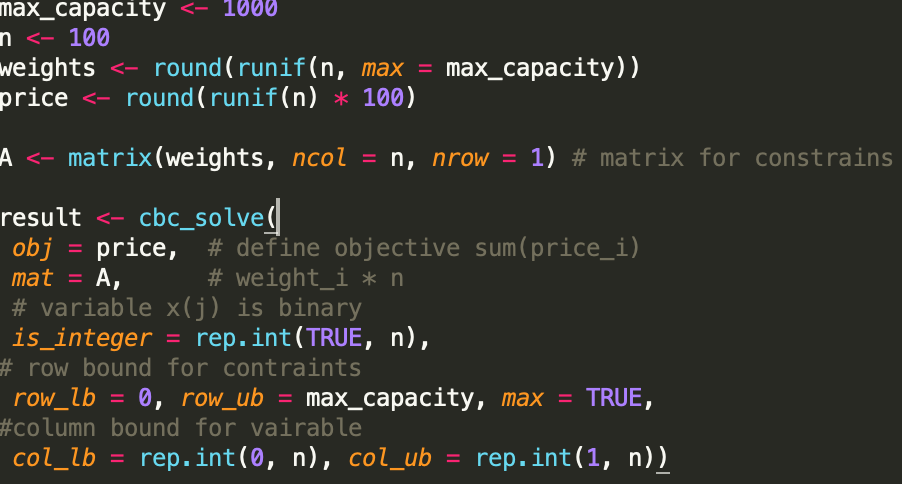 max_capacity <- 1000
n <- 100
weights <- round(runif(n, max = max_capacity))
price <- round(runif(n) * 100)
A <- matrix(weights, ncol = n, nrow = 1) # matrix for constrains
result <- cbc_solve(
obj = price,  # define objective sum(price_i)
mat = A,      # weight_i * n
# variable x(j) is binary
is_integer = rep.int(TRUE, n),
# row bound for contraints
row_lb = 0, row_ub = max_capacity, max = TRUE,
#column bound for vairable
col_lb = rep.int(0, n), col_ub = rep.int(1, n))